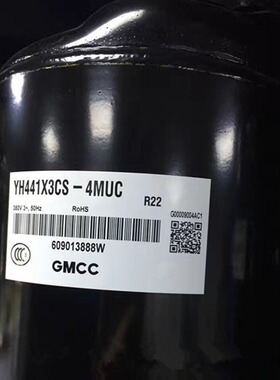 YH441X3CS-4MUC
R22
380V 3~, 50Hz RoHS
G00009004AC1
609013888W
GMCC